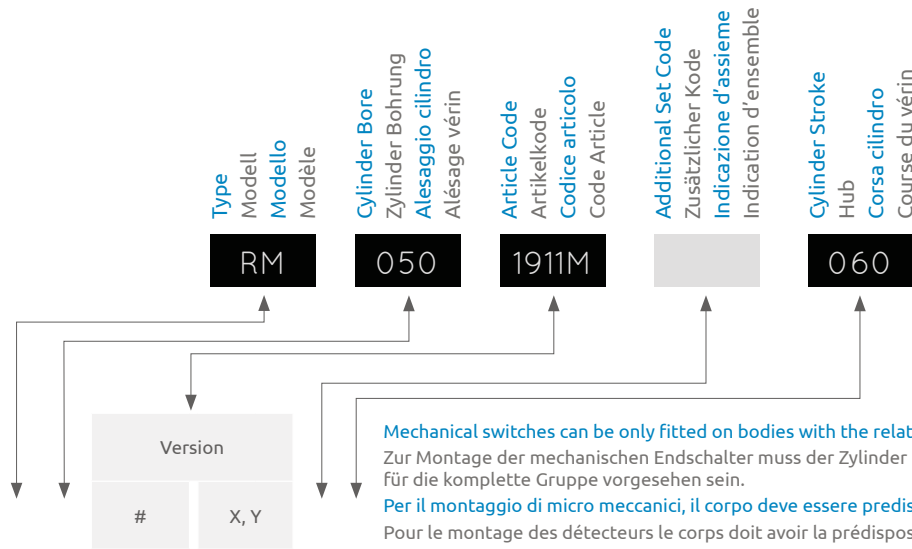 Type
Modell
Modello
Modèle
Cylinder Bore
Zylinder Bohrung
Alesaggio cilindro
Alésage vérin
Article Code
Artikelkode
Codice articolo
Code Article
Additional Set Code
Zusätzlicher Kode
Indicazione d'assieme
Indication d'ensemble
Cylinder Stroke
Hub
Corsa cilindro
Course du vérin
RM
050
1911M
060
Version
#
X, Y
Mechanical switches can be only fitted on bodies with the
Zur Montage der mechanischen Endschalter muss der Zylinder
für die komplette Gruppe vorgesehen sein.
Per il montaggio di micro meccanici, il corpo deve essere
Pour le montage des détecteurs le corps doit avoir la